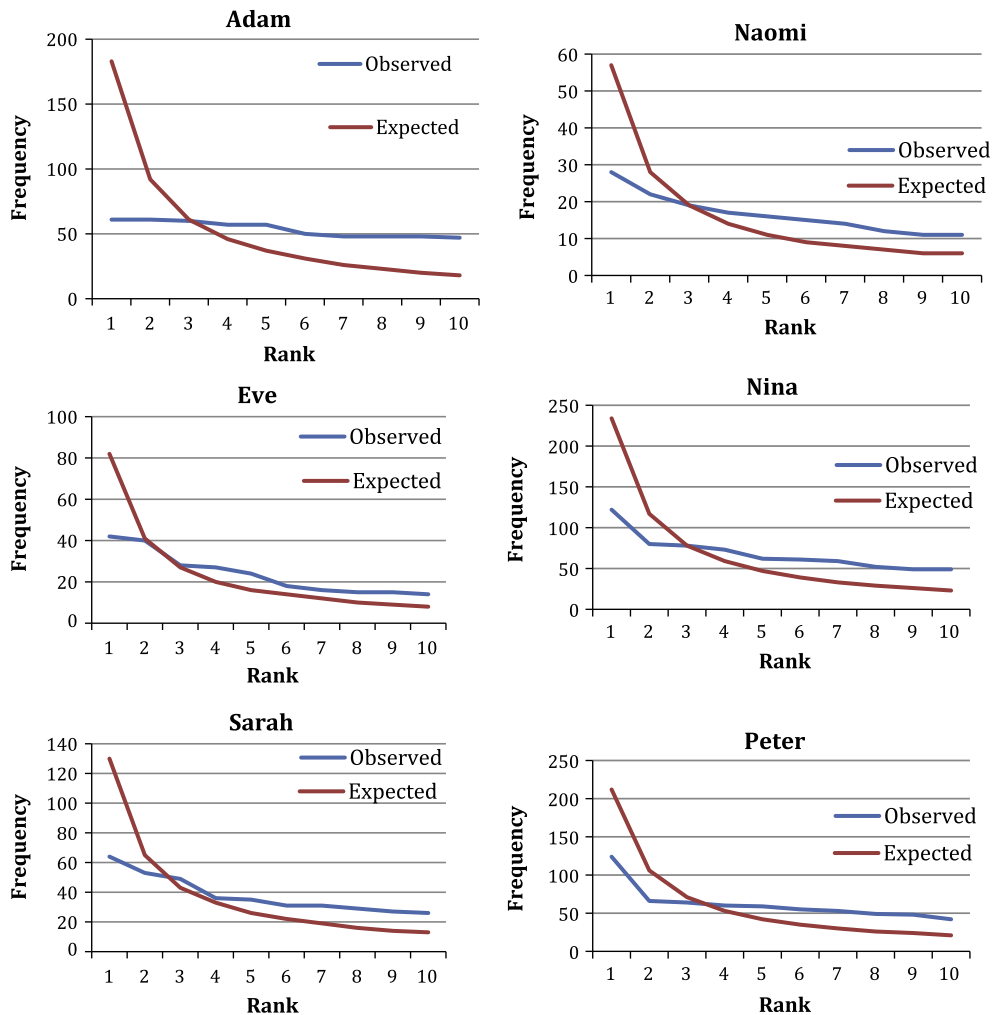 Adam
200
150
100
50
0
Frequency
Observed
Expected
1 2 3 4 5 6 7 8 9 10
Rank
Naomi
60
50
40
30
20
10
0
Frequency
Observed
Expected
1 2 3 4 5 6 7 8 9 10
Rank
Eve
100
80
60
40
20
0
Frequency
Observed
Expected
1 2 3 4 5 6 7 8 9 10
Rank
Nina
250
200
150
100
50
0
Frequency
Observed
Expected
1 2 3 4 5 6 7 8 9 10
Rank
Sarah
140
120
100
80
60
40
20
0
Frequency
Observed
Expected
1 2 3 4 5 6 7 8 9 10
Rank
Peter
250
200
150
100
50
0
Frequency
Observed
Expected
1 2 3 4 5 6 7 8 9 10
Rank